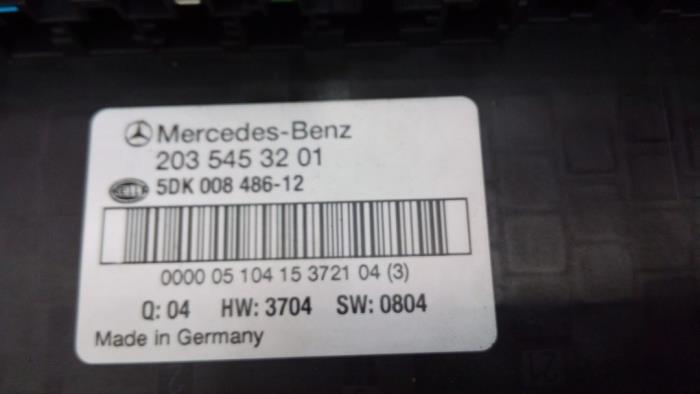 Mercedes-Benz
203 545 32 01
HELLA 5DK 008 486-12
0000 05 104 15 3721 04 (3)
Q: 04 HW: 3704 SW: 0804
Made in Germany